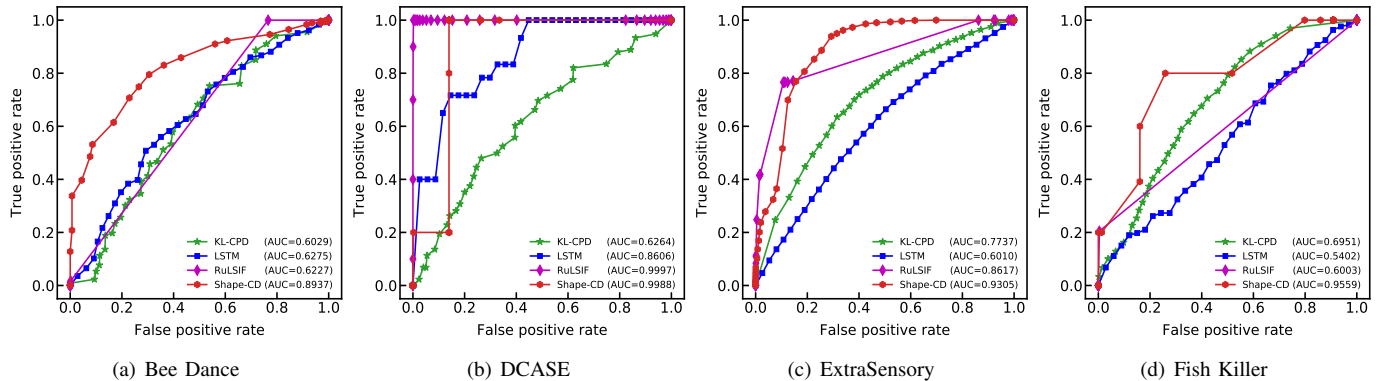 True positive rate
1.0
0.8
0.6
0.4
0.2
0.0
KL-CPD (AUC=0.6029)
LSTM (AUC=0.6275)
RuLSIF (AUC=0.6227)
Shape-CD (AUC=0.8937)
0.0 0.2 0.4 0.6 0.8 1.0
False positive rate
(a) Bee Dance
True positive rate
1.0
0.8
0.6
0.4
0.2
0.0
KL-CPD (AUC=0.6264)
LSTM (AUC=0.8606)
RuLSIF (AUC=0.9997)
Shape-CD (AUC=0.9988)
0.0 0.2 0.4 0.6 0.8 1.0
False positive rate
(b) DCASE
True positive rate
1.0
0.8
0.6
0.4
0.2
0.0
KL-CPD (AUC=0.7737)
LSTM (AUC=0.6010)
RuLSIF (AUC=0.8617)
Shape-CD (AUC=0.9305)
0.0 0.2 0.4 0.6 0.8 1.0
False positive rate
(c) ExtraSensory
True positive rate
1.0
0.8
0.6
0.4
0.2
0.0
KL-CPD (AUC=0.6951)
LSTM (AUC=0.5402)
RuLSIF (AUC=0.6003)
Shape-CD (AUC=0.9559)
0.0 0.2 0.4 0.6 0.8 1.0
False positive rate
(d) Fish Killer